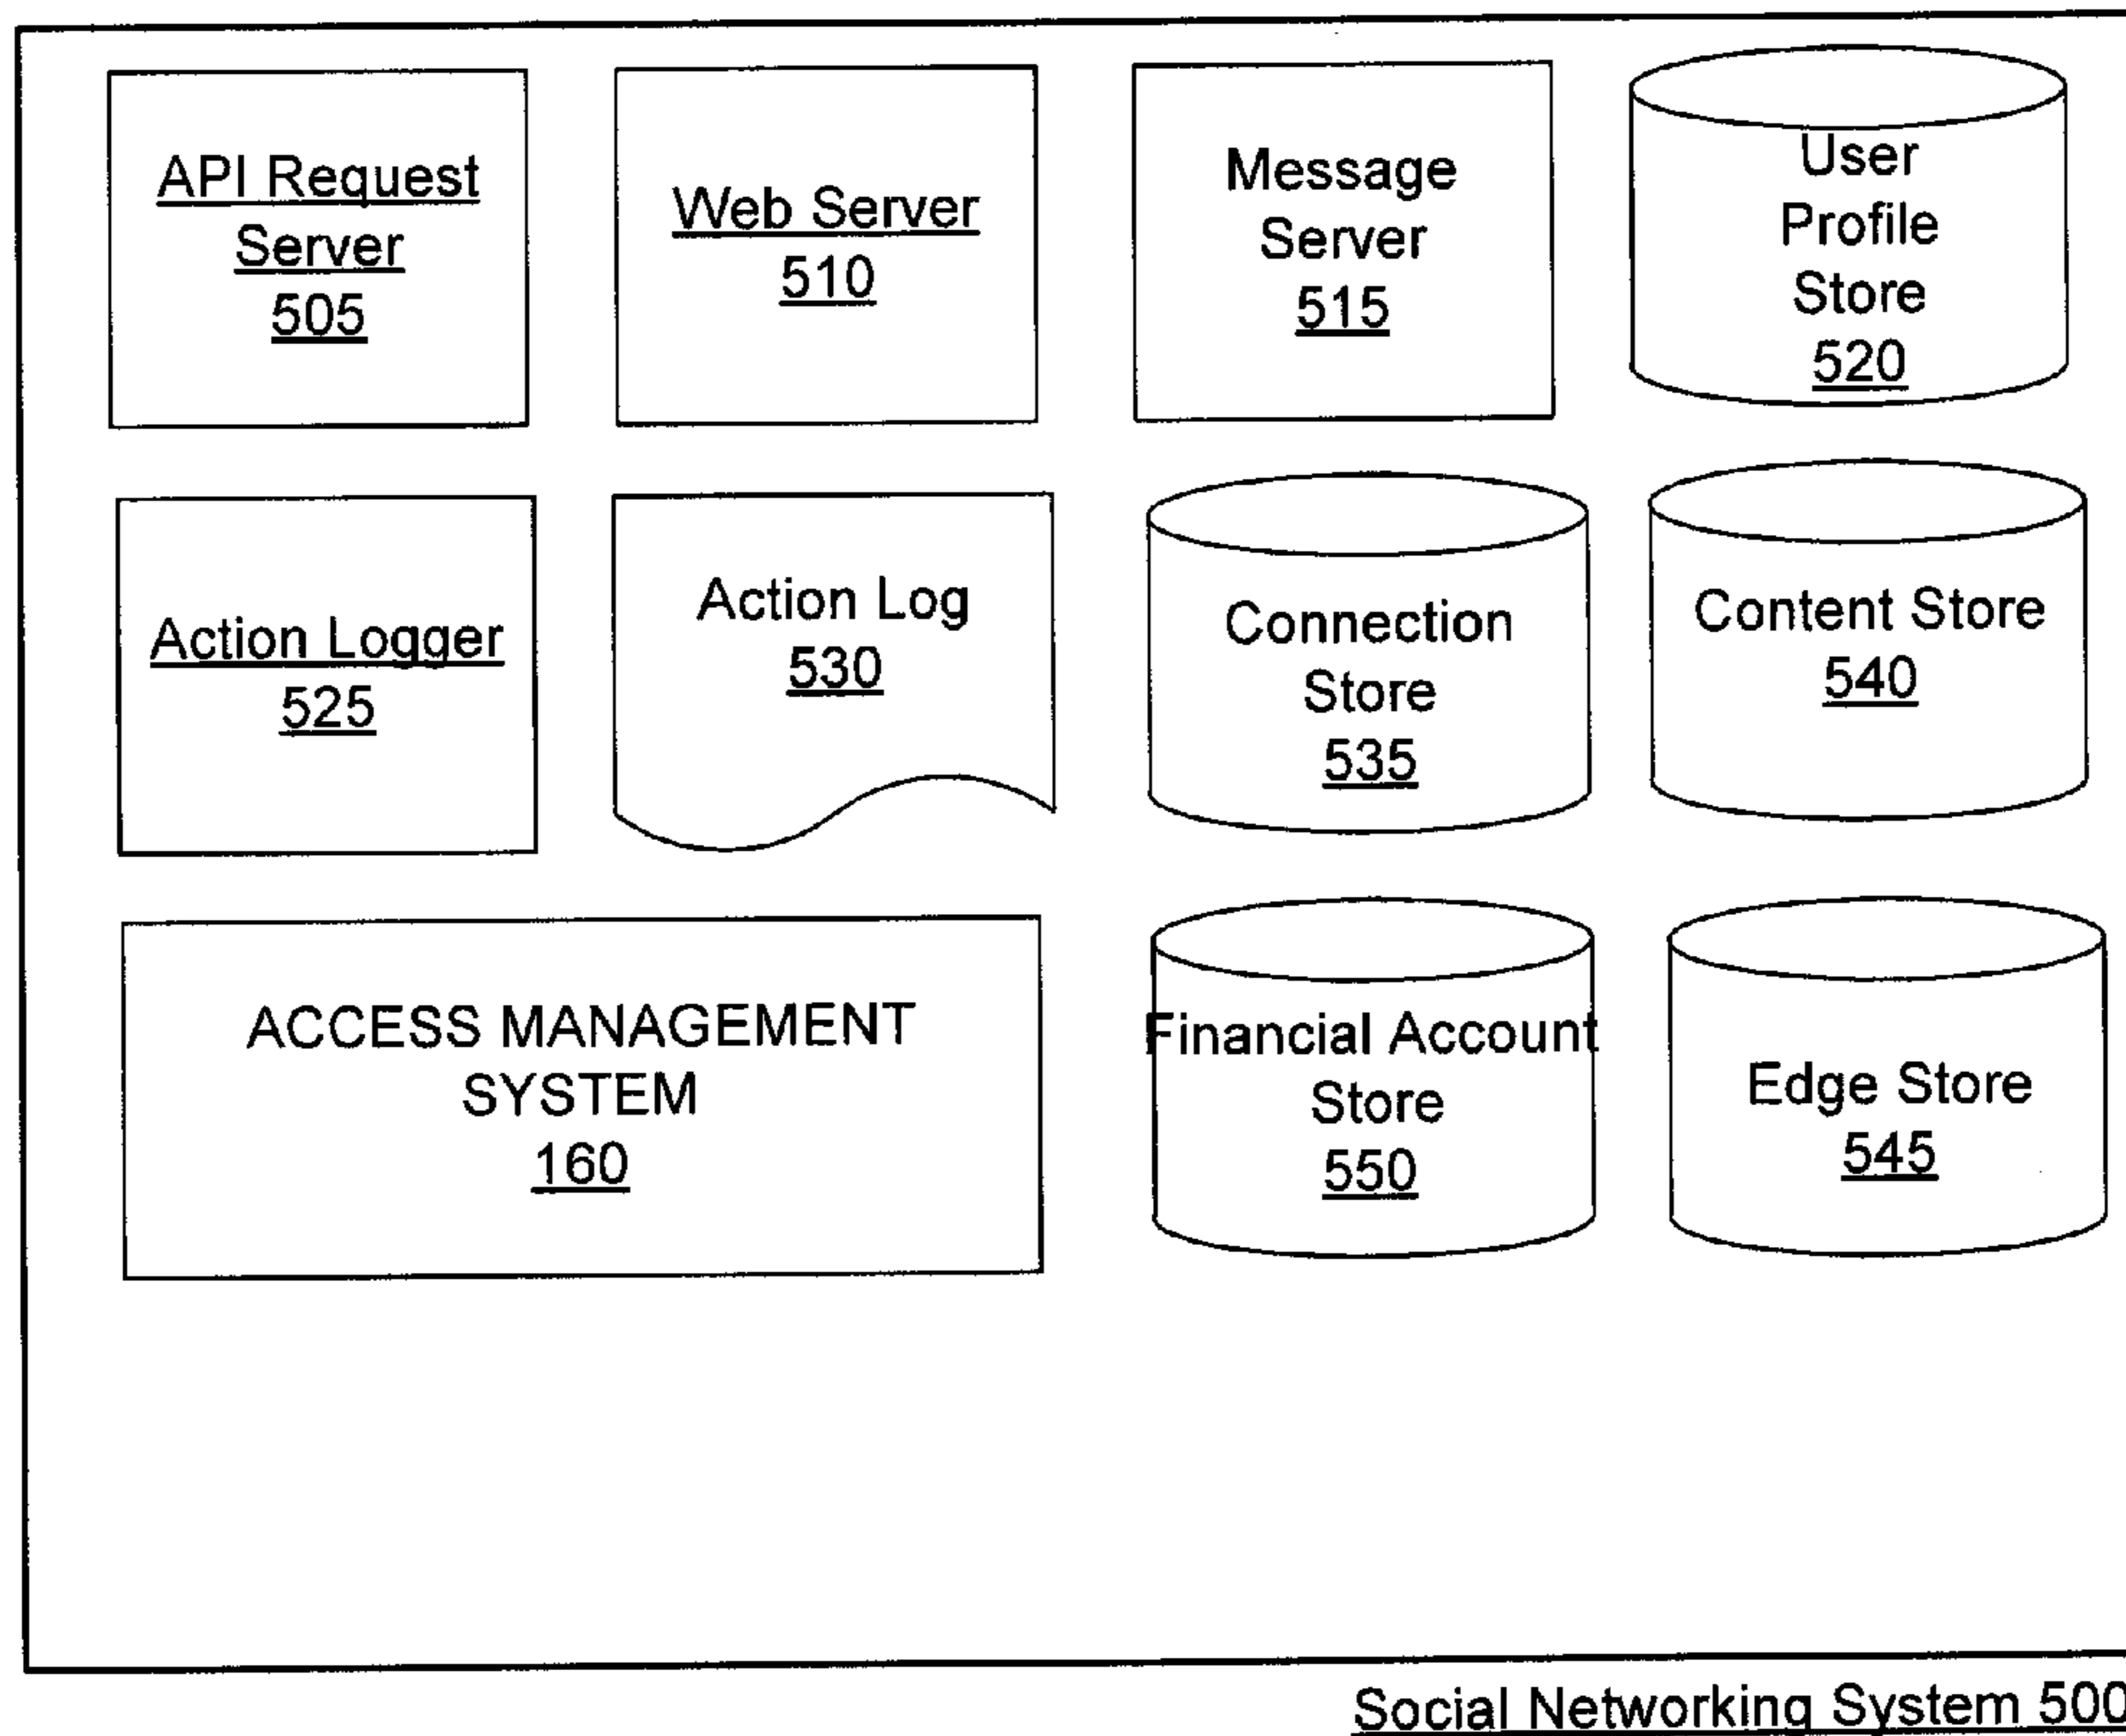 API Request
Server
505
Web Server
510
Message
Server
515
User
Profile
Store
520
Action Logger
525
Action Log
530
Connection
Store
535
Content Store
540
ACCESS MANAGEMENT
SYSTEM
160
Financial Account
Store
550
Edge Store
545
Social Networking System 500